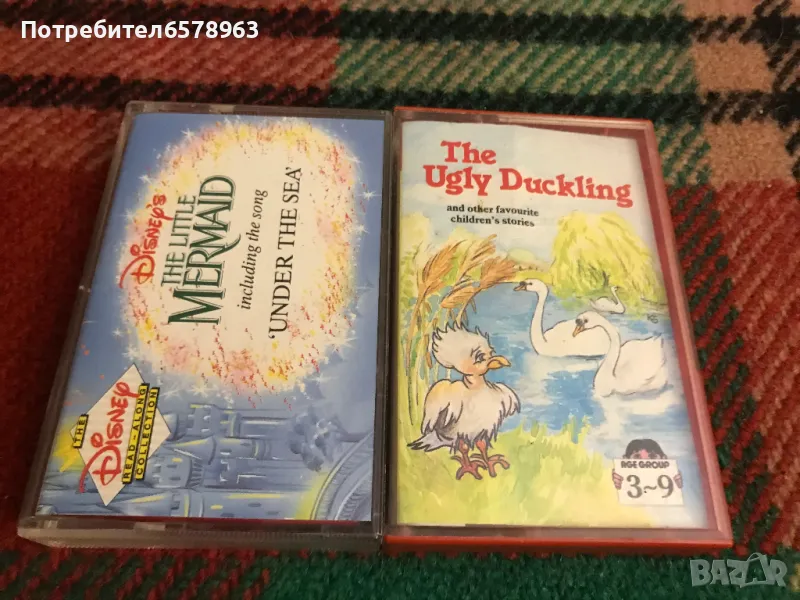 Потребител6578963
DISNEY'S
THE LITTLE
MERMAID
including the song
'UNDER THE SEA'
THE
DISNEY
READ-ALONG
COLLECTION
The
Ugly Duckling
and other favourite
children's stories
AGE GROUP
3~9
BAZAR